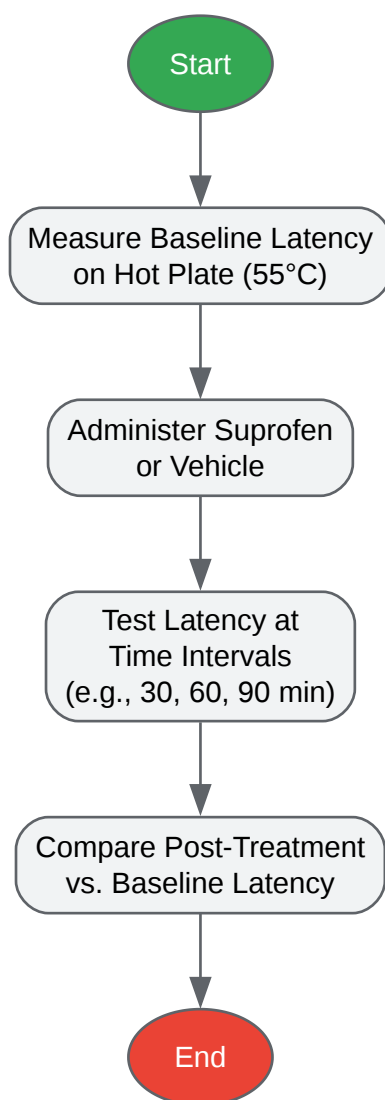 Start
Measure Baseline Latency
on Hot Plate (55°C)
Administer Suprofen
or Vehicle
Test Latency at
Time Intervals
(e.g., 30, 60, 90 min)
Compare Post-Treatment
vs. Baseline Latency
End